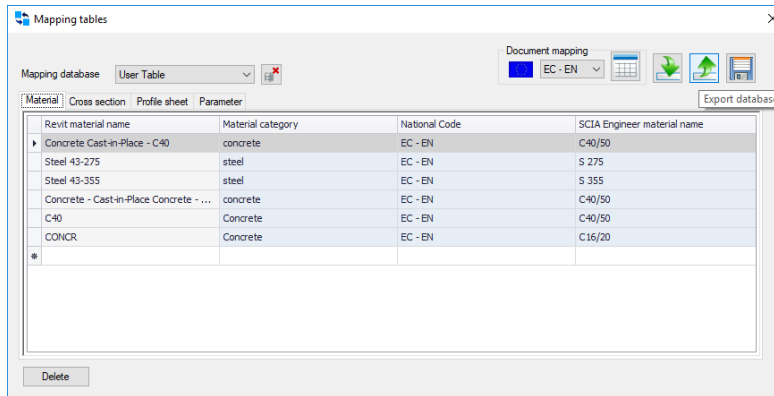 Mapping tables
Document mapping
Mapping database User Table EC - EN
Material Cross section Profile sheet Parameter Export database
Revit material name Material category National Code SCIA Engineer material name
Concrete Cast-in-Place - C40 concrete EC - EN C40/50
Steel 43-275 steel EC - EN S 275
Steel 43-355 steel EC - EN S 355
Concrete - Cast-in-Place Concrete - ... concrete EC - EN C40/50
C40 Concrete EC - EN C40/50
CONCR Concrete EC - EN C16/20
Delete